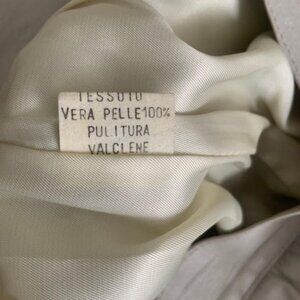 TESSUTO
VERA PELLE 100%
PULITURA
VALCLENE